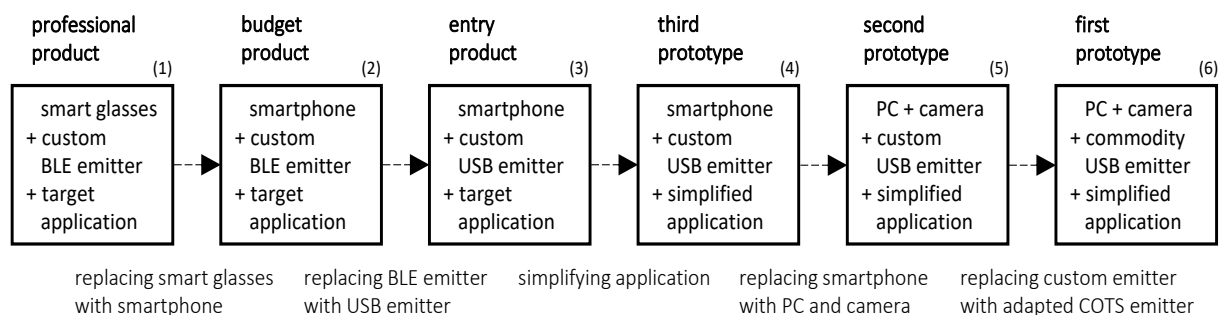 professional
product
(1)
smart glasses
+ custom
BLE emitter
+ target
application
budget
product
(2)
smartphone
+ custom
BLE emitter
+ target
application
entry
product
(3)
smartphone
+ custom
USB emitter
+ target
application
third
prototype
(4)
smartphone
+ custom
USB emitter
+ simplified
application
second
prototype
(5)
PC + camera
+ custom
USB emitter
+ simplified
application
first
prototype
(6)
PC + camera
+ commodity
USB emitter
+ simplified
application
replacing smart glasses
with smartphone
replacing BLE emitter
with USB emitter
simplifying application
replacing smartphone
with PC and camera
replacing custom emitter
with adapted COTS emitter